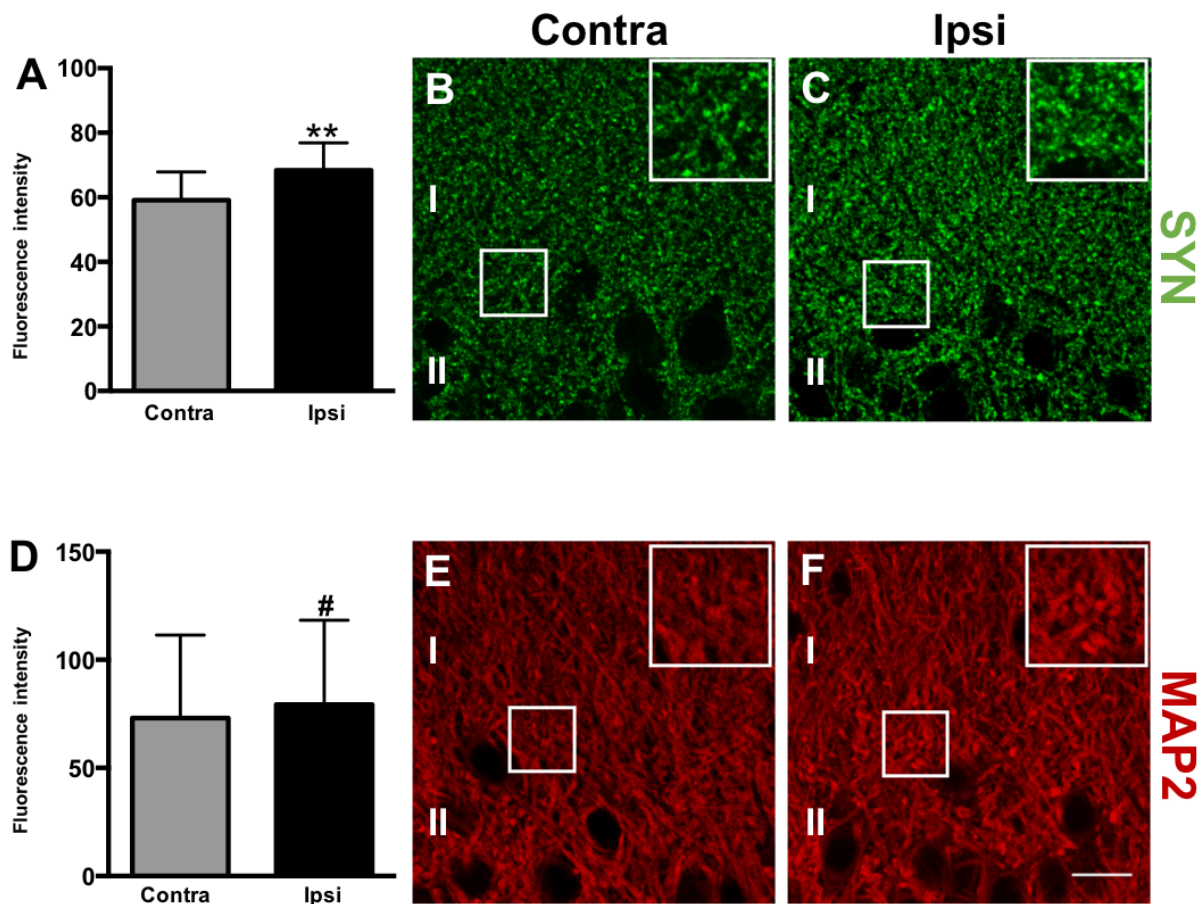 Contra
Ipsi
A
100
80
60
40
20
0
Fluorescence intensity
**
Contra
Ipsi
B
I
II
C
I
II
SYN
D
150
100
50
0
Fluorescence intensity
#
Contra
Ipsi
E
I
II
F
I
II
MAP2